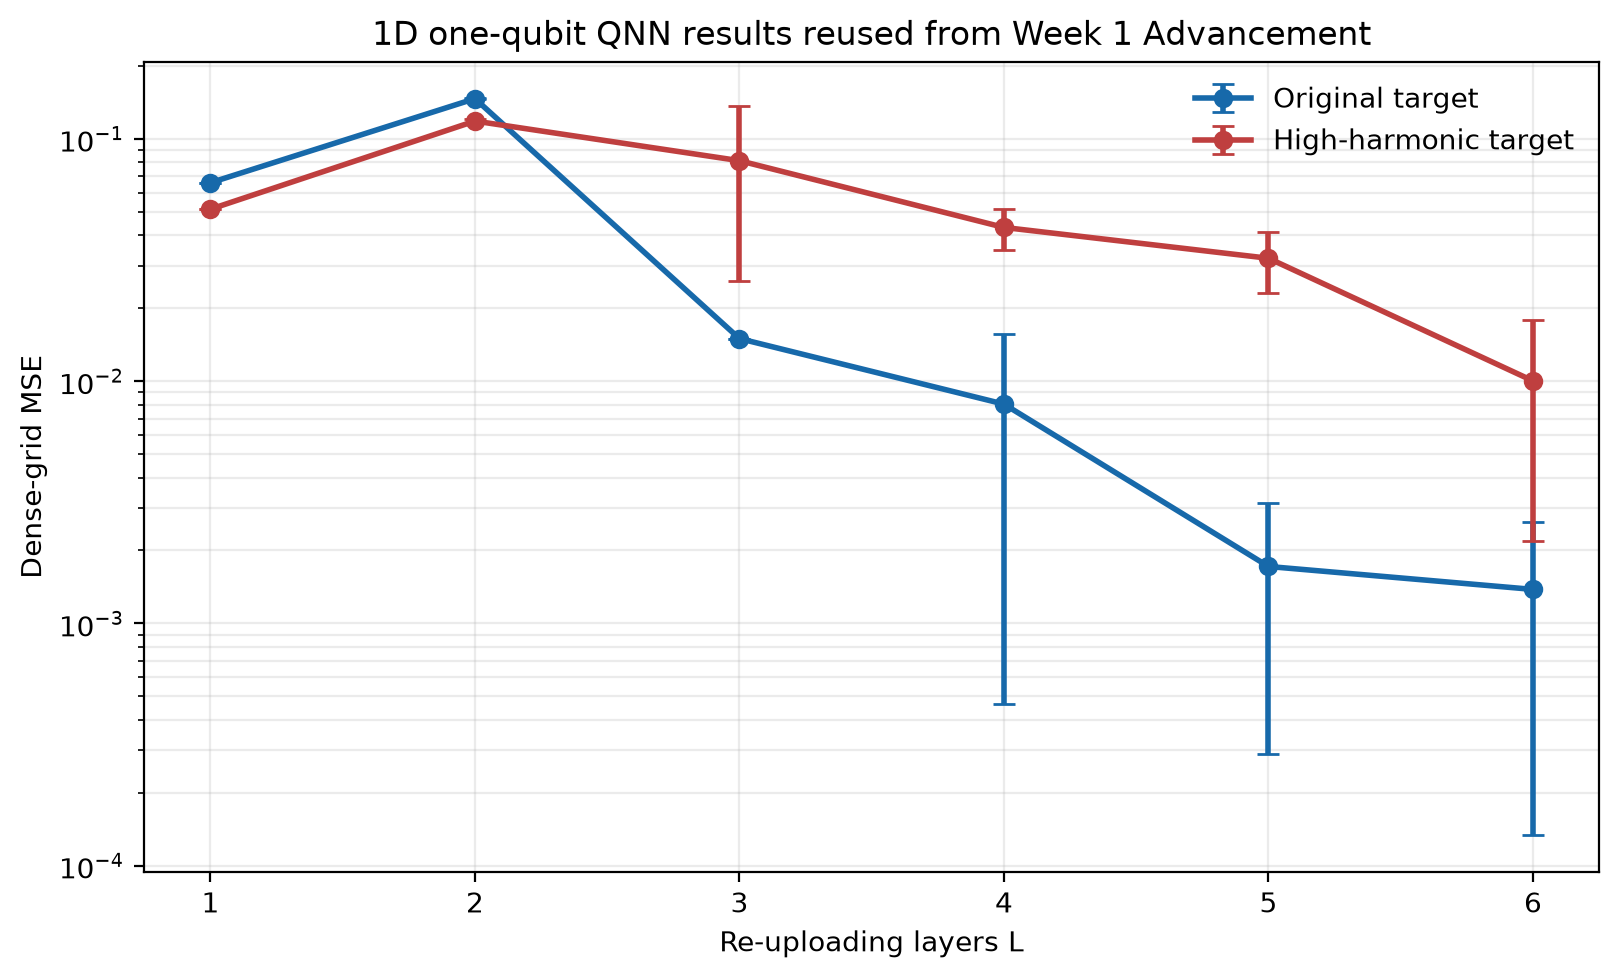 1D one-qubit QNN results reused from Week 1 Advancement
Original target
High-harmonic target
Dense-grid MSE
10⁻¹
10⁻²
10⁻³
10⁻⁴
1 2 3 4 5 6
Re-uploading layers L